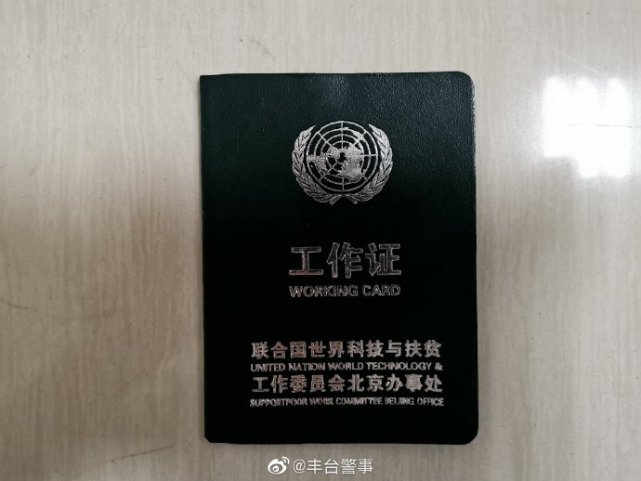 工作证
WORKING CARD
联合国世界科技与扶贫
UNITED NATION WORLD TECHNOLOGY &
工作委员会北京办事处
SUPPORTPOOR WORK COMMITTEE BEIJING OFFICE
@丰台警事